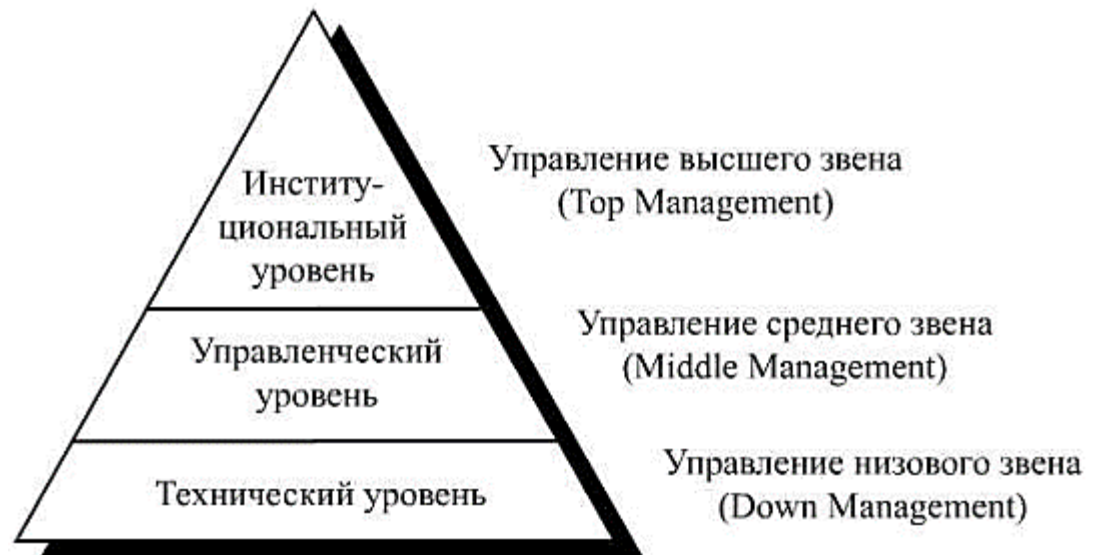 Институ-
циональный
уровень
Управление высшего звена
(Top Management)
Управленческий
уровень
Управление среднего звена
(Middle Management)
Технический уровень
Управление низового звена
(Down Management)